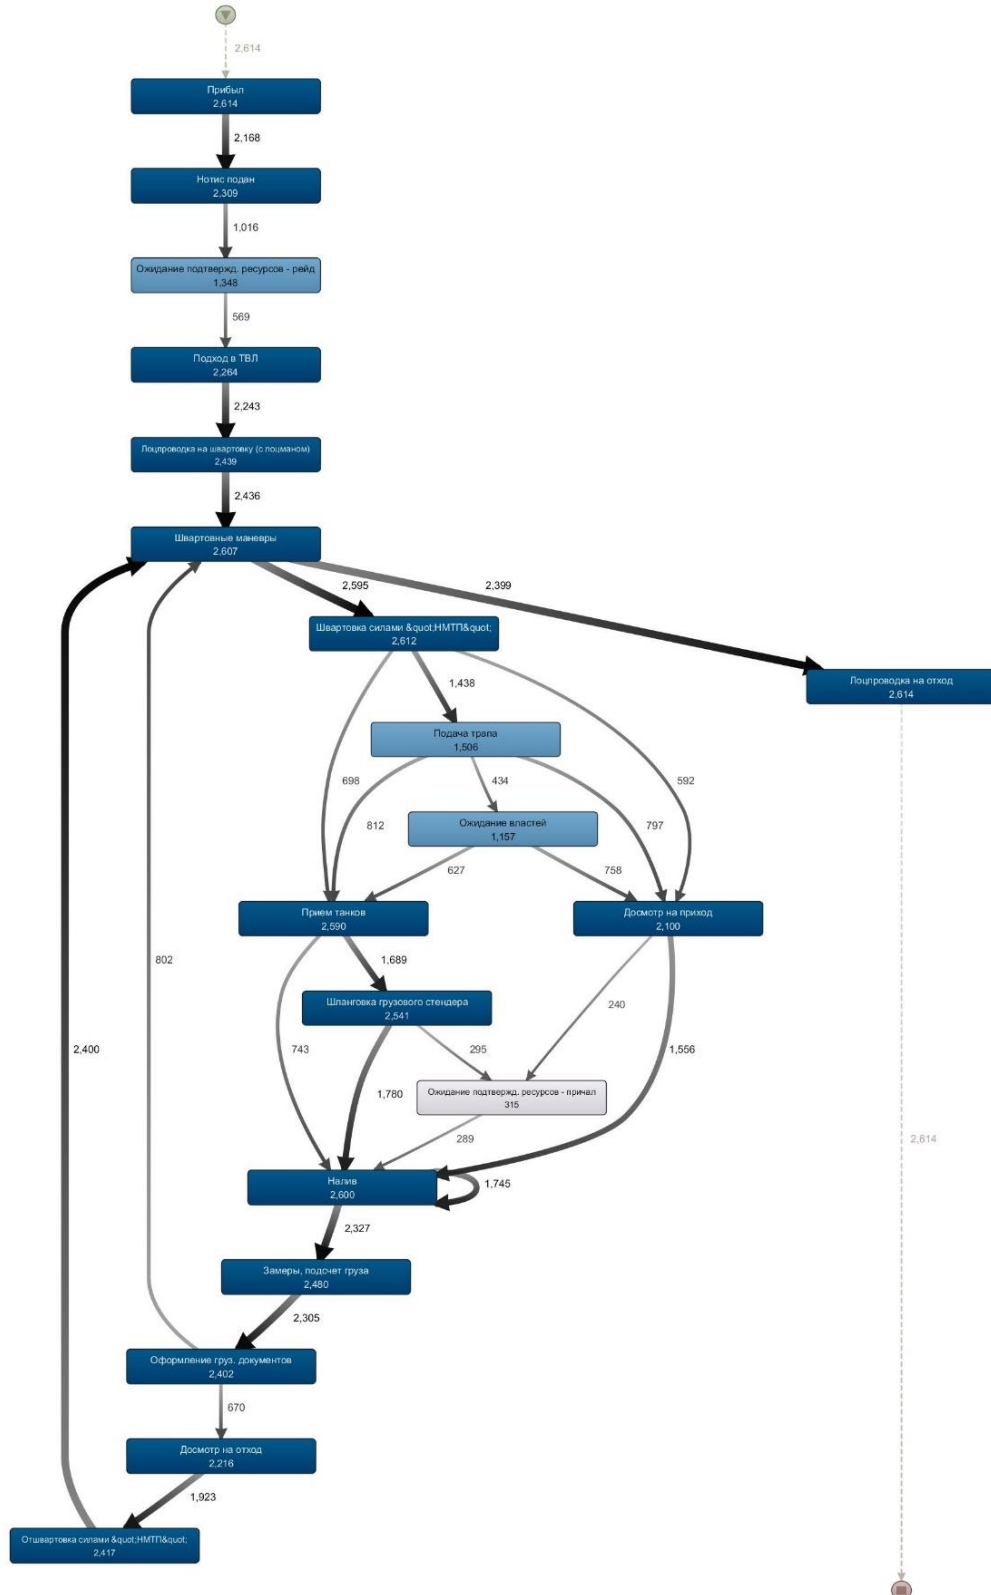 2,614
Прибыл
2,614
2,168
Нотис подан
2,309
1,016
Ожидание подтвержд. ресурсов - рейд
1,348
569
Подход в ТВЛ
2,264
2,243
Лоцпроводка на швартовку (с лоцманом)
2,439
2,436
Швартовные маневры
2,607
2,595
2,399
Швартовка силами &quot;НМТП&quot;
2,612
Лоцпроводка на отход
2,614
1,438
Подача трапа
1,506
698
434
592
812
Ожидание властей
1,157
797
627
758
Прием танков
2,590
Досмотр на приход
2,100
802
1,689
Шланговка грузового стендера
2,541
240
2,400
743
295
1,556
1,780
Ожидание подтвержд. ресурсов - причал
315
289
2,614
Налив
2,600
1,745
2,327
Замеры, подсчет груза
2,480
2,305
Оформление груз. документов
2,402
670
Досмотр на отход
2,216
1,923
Отшвартовка силами &quot;НМТП&quot;
2,417